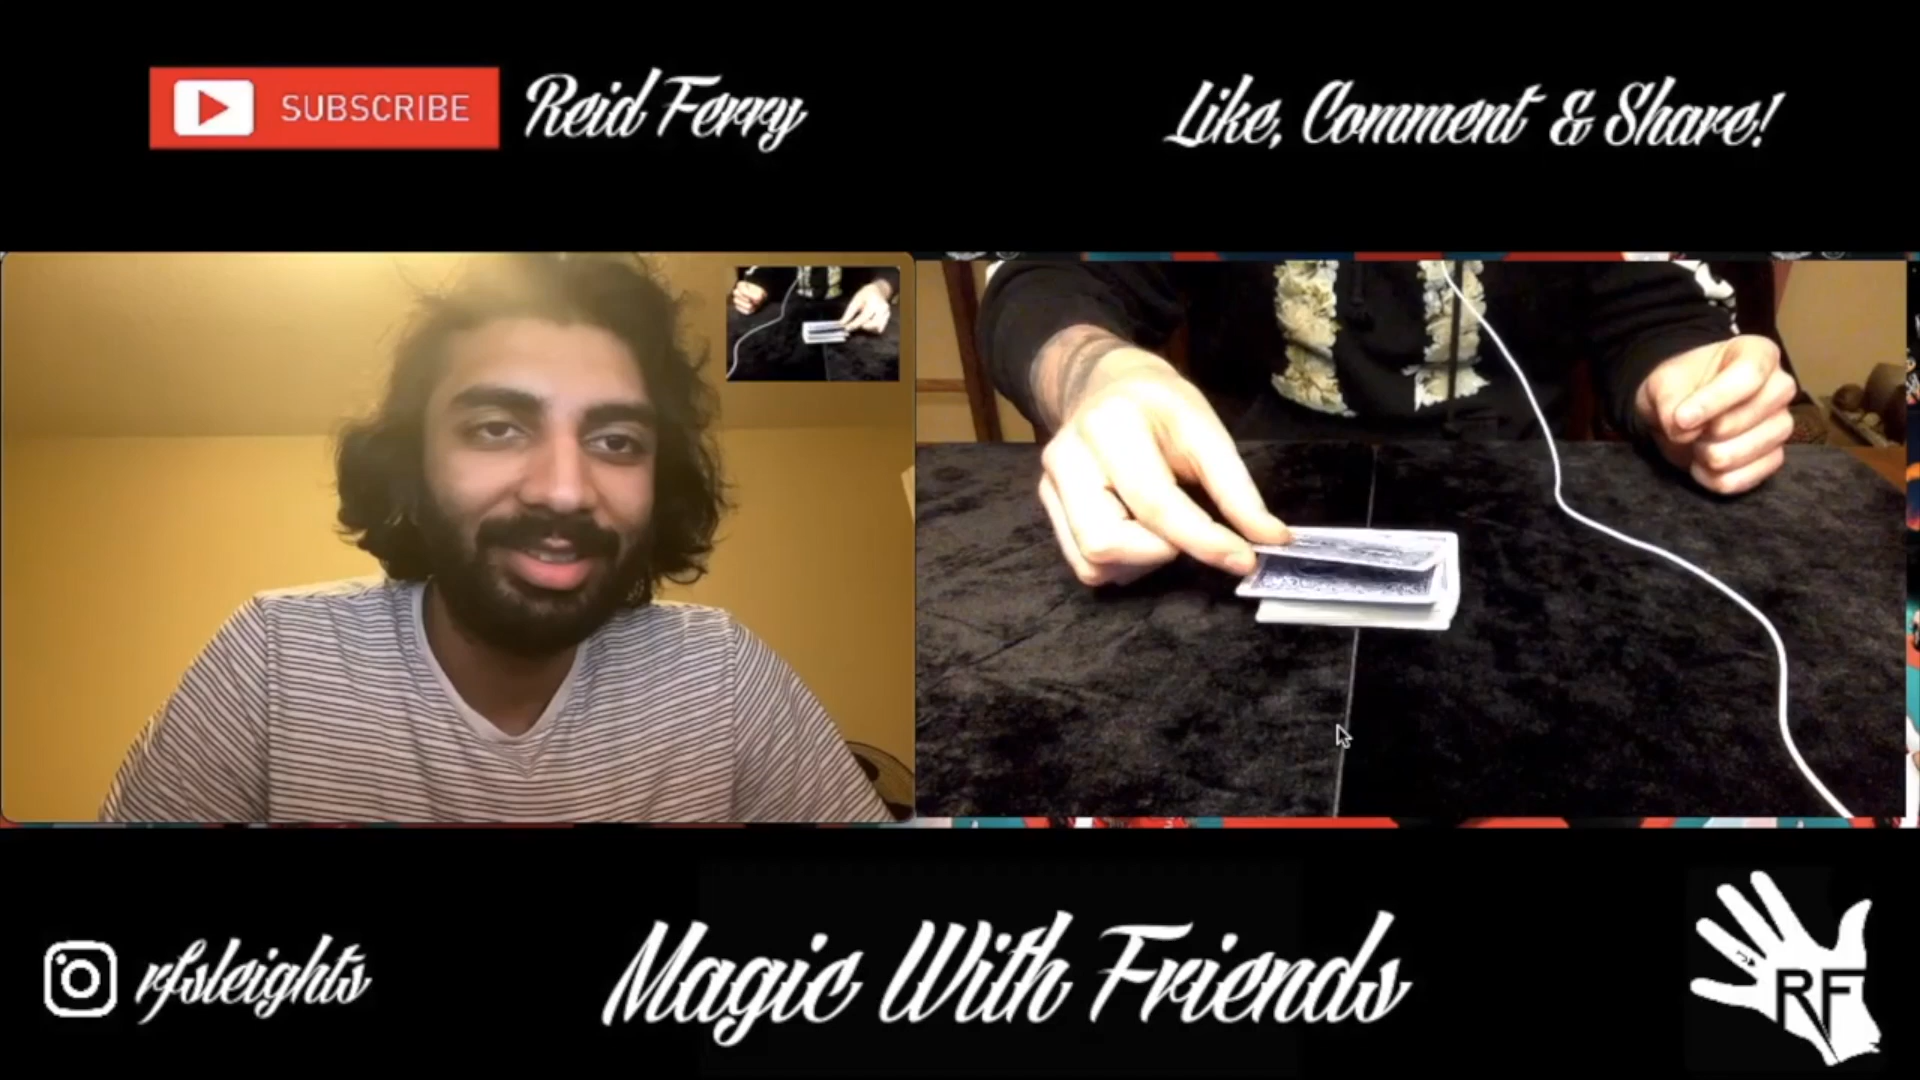 SUBSCRIBE Reid Ferry
Like, Comment & Share!
rfsleights
Magic With Friends
RF